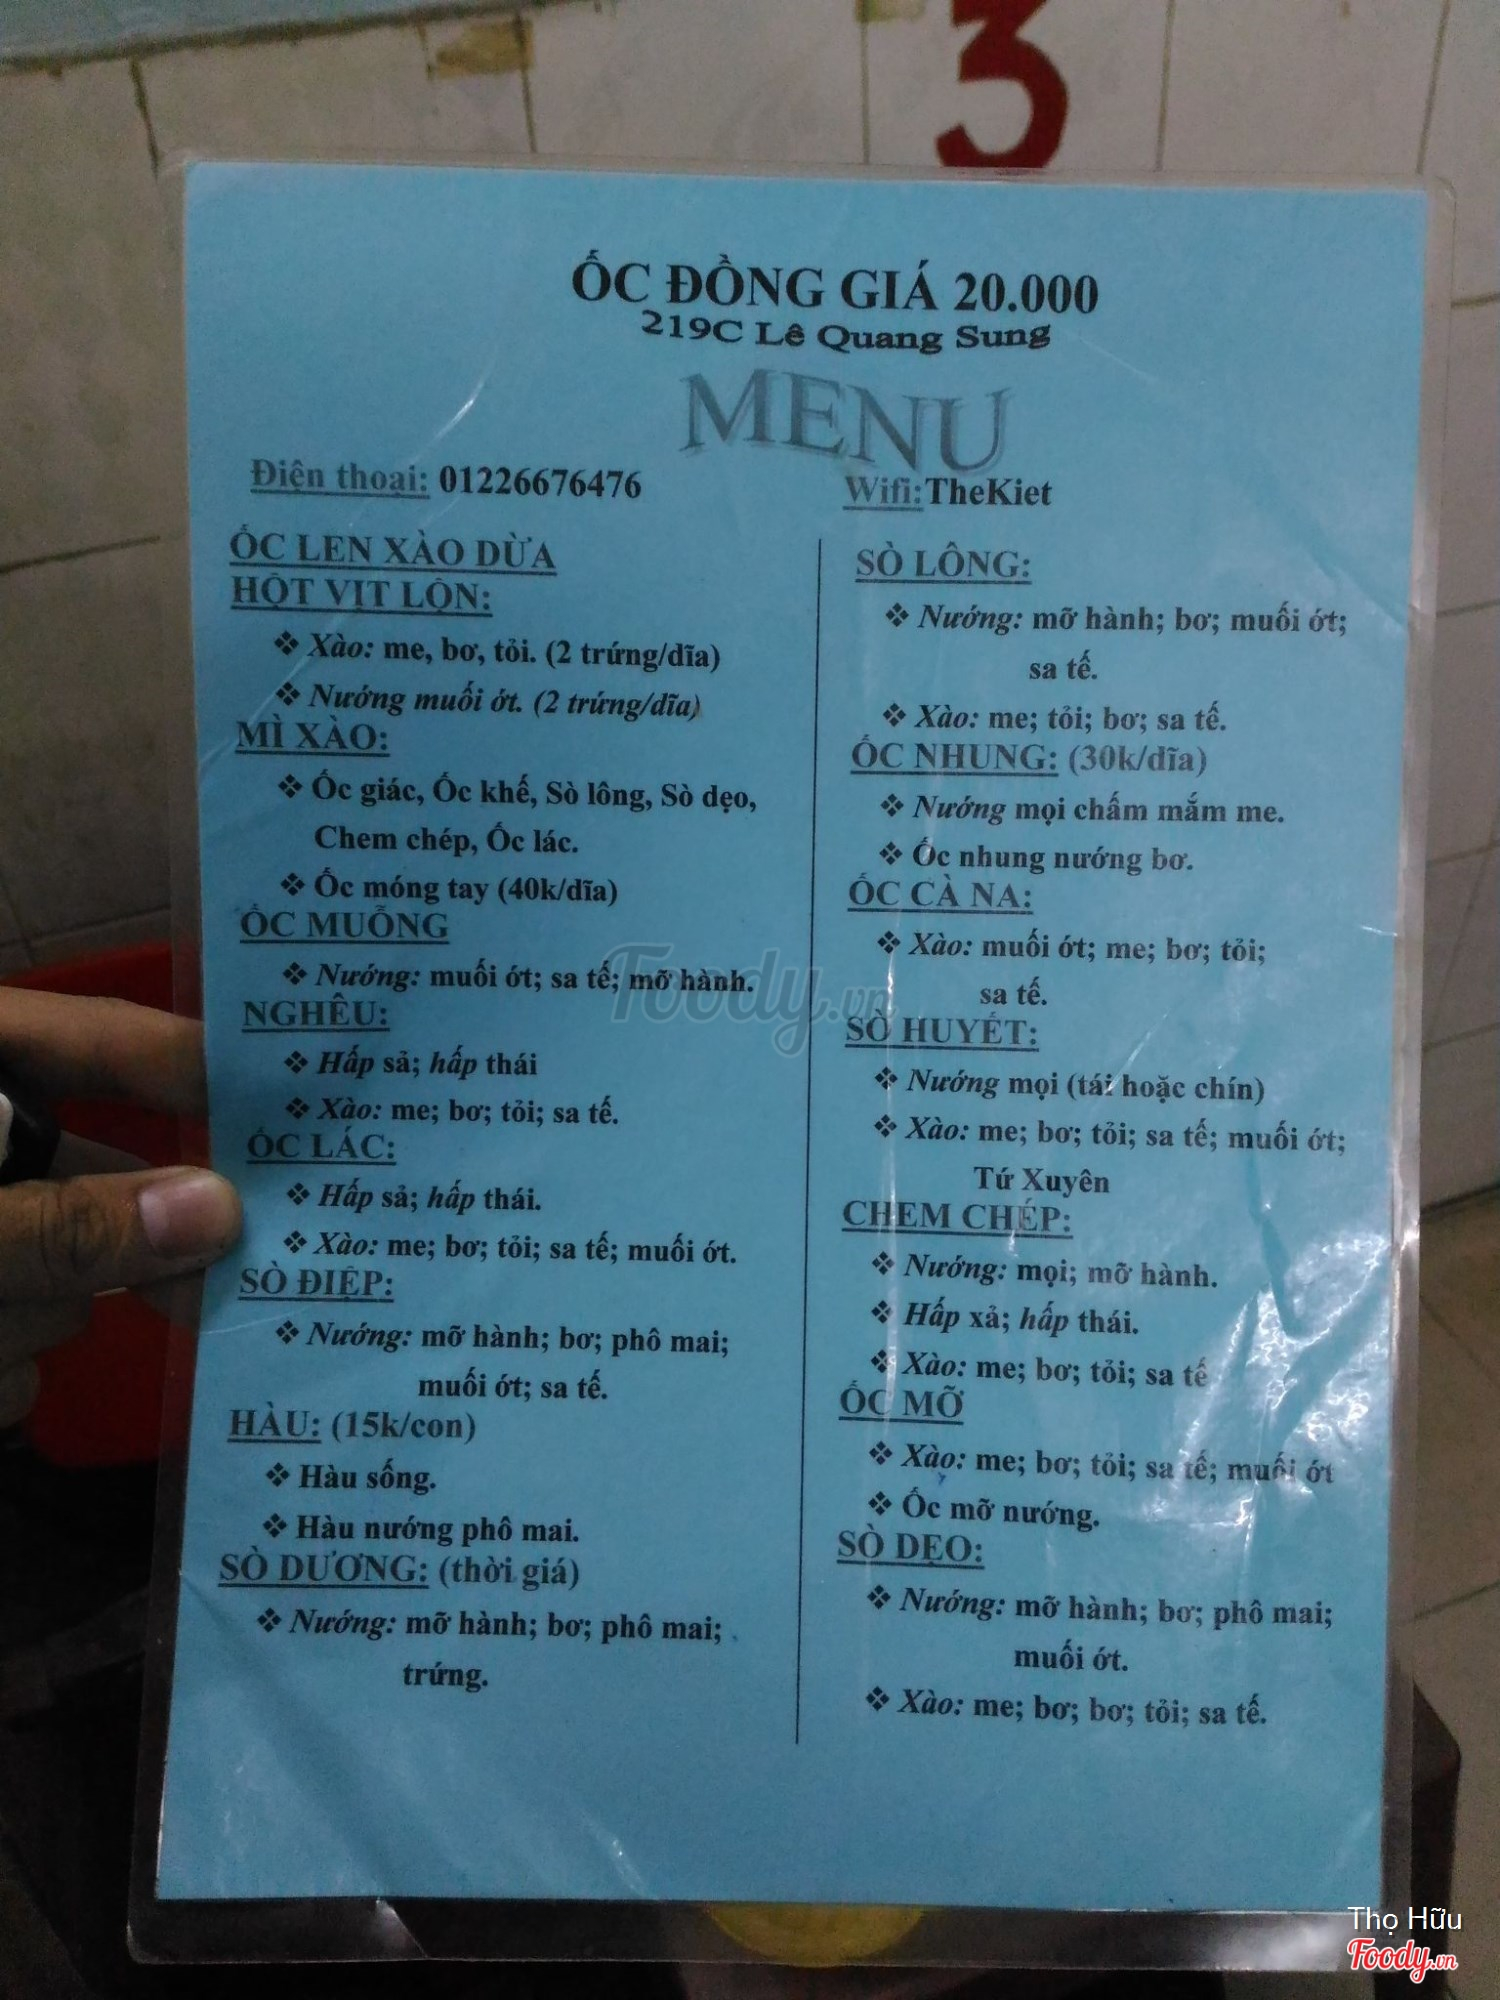 3
ỐC ĐỒNG GIÁ 20.000
219C Lê Quang Sung
MENU
Điện thoại: 01226676476
Wifi:TheKiet
ỐC LEN XÀO DỪA
HỘT VỊT LỘN:
❖ Xào: me, bơ, tỏi. (2 trứng/dĩa)
❖ Nướng muối ớt. (2 trứng/dĩa)
MÌ XÀO:
❖ Ốc giác, Ốc khế, Sò lông, Sò dẹo,
Chem chép, Ốc lác.
❖ Ốc móng tay (40k/dĩa)
ỐC MUỖNG
❖ Nướng: muối ớt; sa tế; mỡ hành.
NGHÊU:
❖ Hấp sả; hấp thái
❖ Xào: me; bơ; tỏi; sa tế.
ỐC LÁC:
❖ Hấp sả; hấp thái.
❖ Xào: me; bơ; tỏi; sa tế; muối ớt.
SÒ ĐIỆP:
❖ Nướng: mỡ hành; bơ; phô mai;
muối ớt; sa tế.
HÀU: (15k/con)
❖ Hàu sống.
❖ Hàu nướng phô mai.
SÒ DƯƠNG: (thời giá)
❖ Nướng: mỡ hành; bơ; phô mai;
trứng.
SÒ LÔNG:
❖ Nướng: mỡ hành; bơ; muối ớt;
sa tế.
❖ Xào: me; tỏi; bơ; sa tế.
ỐC NHUNG: (30k/dĩa)
❖ Nướng mọi chấm mắm me.
❖ Ốc nhung nướng bơ.
ỐC CÀ NA:
❖ Xào: muối ớt; me; bơ; tỏi;
sa tế.
SÒ HUYẾT:
❖ Nướng mọi (tái hoặc chín)
❖ Xào: me; bơ; tỏi; sa tế; muối ớt;
Tứ Xuyên
CHEM CHÉP:
❖ Nướng: mọi; mỡ hành.
❖ Hấp xả; hấp thái.
❖ Xào: me; bơ; tỏi; sa tế
ỐC MỠ
❖ Xào: me; bơ; tỏi; sa tế; muối ớt
❖ Ốc mỡ nướng.
SÒ DẸO:
❖ Nướng: mỡ hành; bơ; phô mai;
muối ớt.
❖ Xào: me; bơ; bơ; tỏi; sa tế.
Foody.vn
Thọ Hữu
Foody.vn